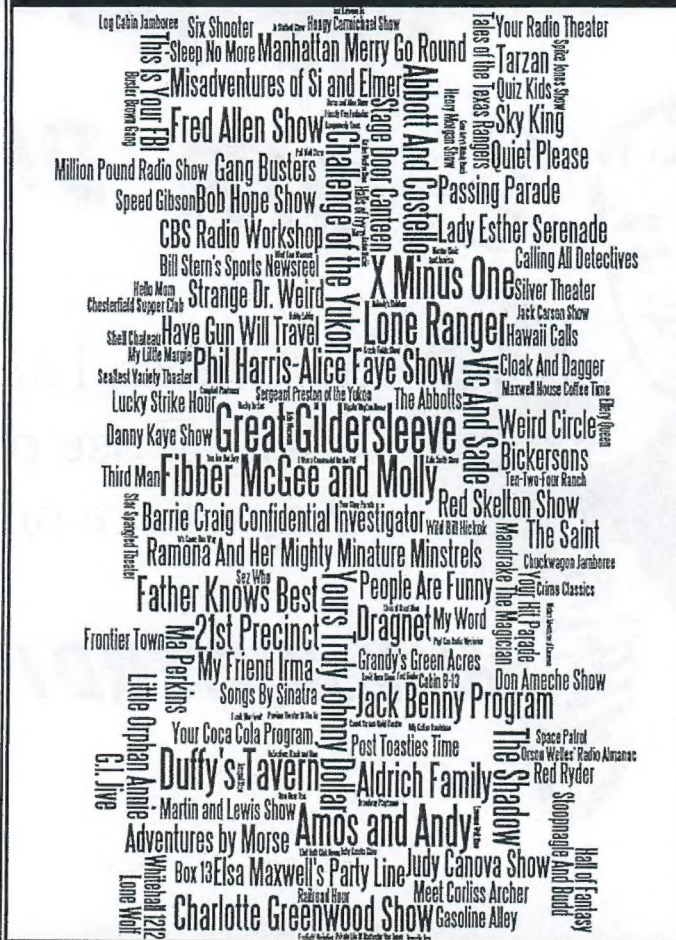 Log Cabin Jamboree
Six Shooter
Hoagy Carmichael Show
Your Radio Theater
This Is Your FBI
Sleep No More
Manhattan Merry Go Round
Tales of the Texas Rangers
Tarzan
Spike Jones Show
Buster Brown Gang
Misadventures of Si and Elmer
Abbott And Costello
Henry Morgan Show
Quiz Kids
Fred Allen Show
Stage Door Canteen
Sky King
Million Pound Radio Show
Gang Busters
Challenge of the Yukon
Halls of Ivy
Quiet Please
Speed Gibson
Bob Hope Show
Passing Parade
CBS Radio Workshop
Lady Esther Serenade
Bill Stern's Sports Newsreel
X Minus One
Calling All Detectives
Hello Mom
Strange Dr. Weird
Silver Theater
Chesterfield Supper Club
Jack Carson Show
Shell Chateau
Have Gun Will Travel
Lone Ranger
Hawaii Calls
My Little Margie
Phil Harris-Alice Faye Show
Vic And Sade
Cloak And Dagger
Sealtest Variety Theater
Maxwell House Coffee Time
Lucky Strike Hour
Sergeant Preston of the Yukon
The Abbotts
Ellery Queen
Danny Kaye Show
Great Gildersleeve
Weird Circle
Bickersons
Third Man
Fibber McGee and Molly
Ten-Two-Four Ranch
Star Spangled Theater
Barrie Craig Confidential Investigator
Red Skelton Show
Wild Bill Hickok
The Saint
Ramona And Her Mighty Minature Minstrels
Mandrake The Magician
Chuckwagon Jamboree
Sez Who
Your Hit Parade
Crime Classics
Father Knows Best
Yours Truly Johnny Dollar
People Are Funny
Dragnet
My Word
Frontier Town
Ma Perkins
21st Precinct
Grandy's Green Acres
My Friend Irma
Cabin B-13
Don Ameche Show
Little Orphan Annie
Songs By Sinatra
Jack Benny Program
Your Coca Cola Program
Post Toasties Time
The Shadow
Space Patrol
Orson Welles' Radio Almanac
G.I. Jive
Duffy's Tavern
Aldrich Family
Red Ryder
Martin and Lewis Show
Amos and Andy
Stoopnagle And Budd
Adventures by Morse
Whitehall 1212
Box 13
Elsa Maxwell's Party Line
Judy Canova Show
Hall of Fantasy
Lone Wolf
Railroad Hour
Meet Corliss Archer
Charlotte Greenwood Show
Gasoline Alley